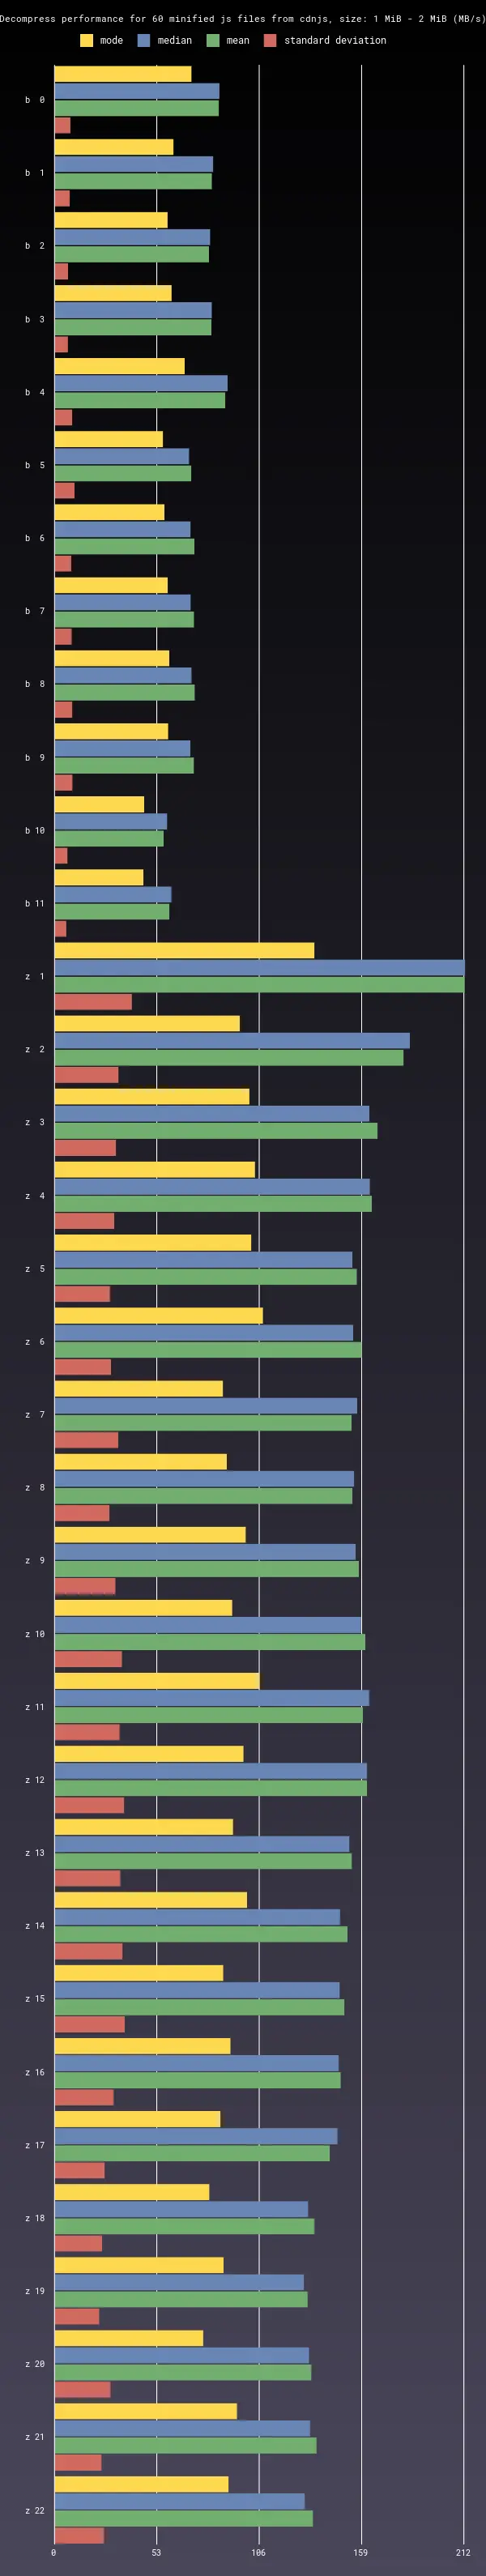 Decompress performance for 60 minified js files from cdnjs, size: 1 MiB - 2 MiB (MB/s)
mode median mean standard deviation
b 0
b 1
b 2
b 3
b 4
b 5
b 6
b 7
b 8
b 9
b 10
b 11
z 1
z 2
z 3
z 4
z 5
z 6
z 7
z 8
z 9
z 10
z 11
z 12
z 13
z 14
z 15
z 16
z 17
z 18
z 19
z 20
z 21
z 22
0 53 106 159 212